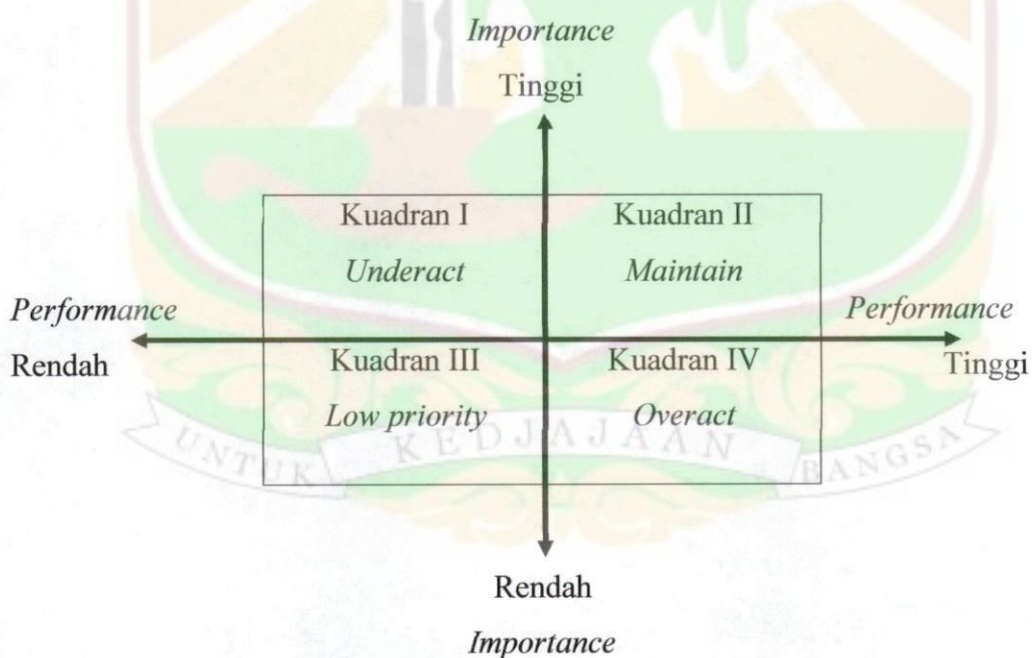 Importance
Tinggi
Kuadran I Kuadran II
Underact Maintain
Performance Performance
Rendah Tinggi
Kuadran III Kuadran IV
Low priority Overact
UNTUK KEDJAJAAN BANGSA
Rendah
Importance